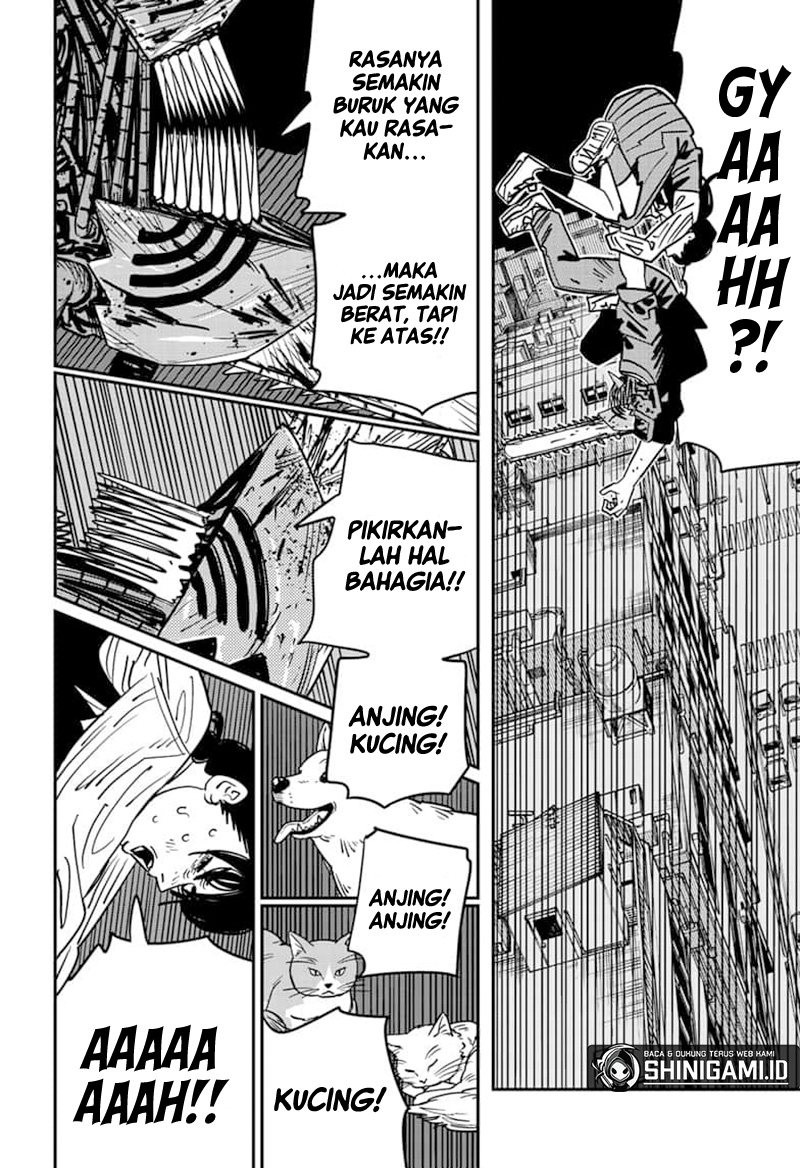 GY
AA
AA
AA
HH
?!
RASANYA
SEMAKIN
BURUK YANG
KAU RASA-
KAN...
...MAKA
JADI SEMAKIN
BERAT, TAPI
KE ATAS!!
PIKIRKAN-
LAH HAL
BAHAGIA!!
ANJING!
KUCING!
ANJING!
ANJING!
KUCING!
AAAAA
AAAH!!
BACA & DUKUNG TERUS WEB KAMI
SHINIGAMI.ID